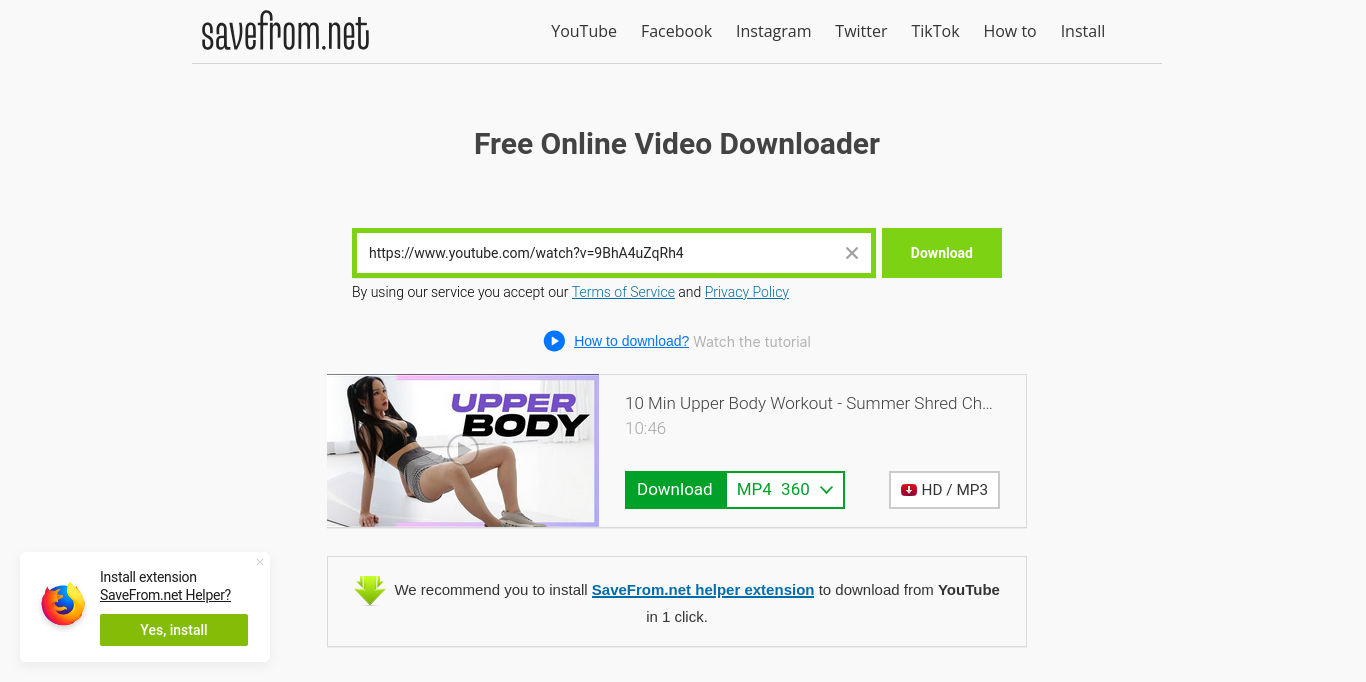 savefrom.net
YouTube Facebook Instagram Twitter TikTok How to Install
Free Online Video Downloader
https://www.youtube.com/watch?v=9BhA4uZqRh4
Download
By using our service you accept our Terms of Service and Privacy Policy
How to download? Watch the tutorial
UPPER
BODY
10 Min Upper Body Workout - Summer Shred Ch...
10:46
Download MP4 360
HD / MP3
We recommend you to install SaveFrom.net helper extension to download from YouTube
in 1 click.
Install extension
SaveFrom.net Helper?
Yes, install